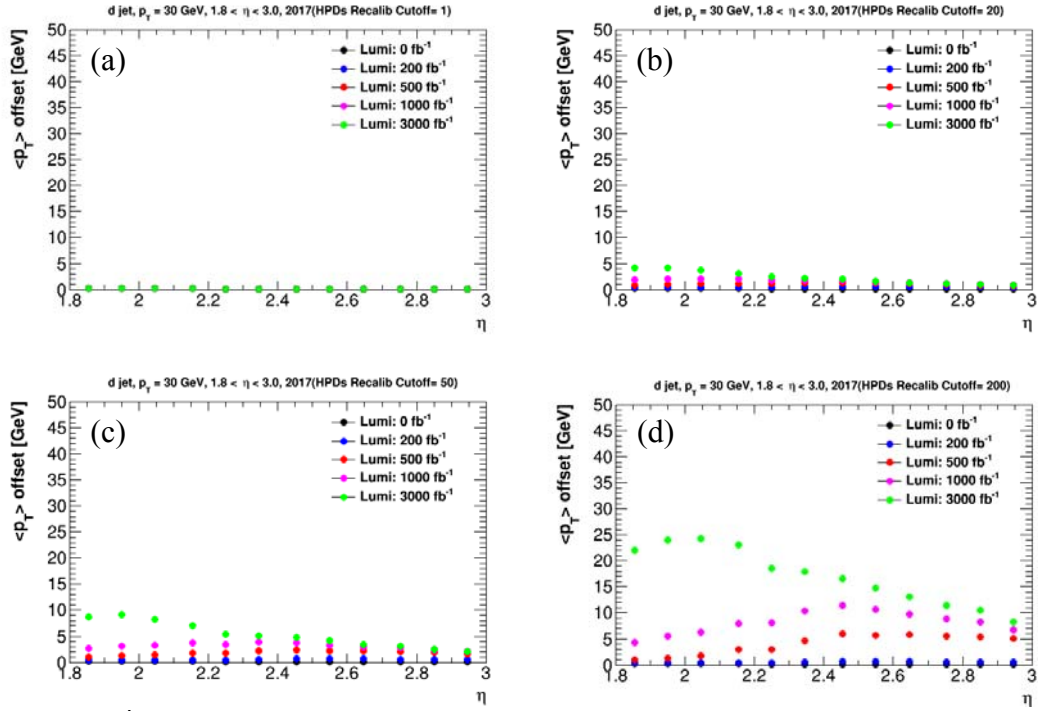 d jet, p_T = 30 GeV, 1.8 < η < 3.0, 2017(HPDs Recalib Cutoff= 1)
<p_T> offset [GeV]
50
45
40
35
30
25
20
15
10
5
0
(a)
Lumi: 0 fb⁻¹
Lumi: 200 fb⁻¹
Lumi: 500 fb⁻¹
Lumi: 1000 fb⁻¹
Lumi: 3000 fb⁻¹
1.8 2 2.2 2.4 2.6 2.8 3
η
d jet, p_T = 30 GeV, 1.8 < η < 3.0, 2017(HPDs Recalib Cutoff= 20)
<p_T> offset [GeV]
50
45
40
35
30
25
20
15
10
5
0
(b)
Lumi: 0 fb⁻¹
Lumi: 200 fb⁻¹
Lumi: 500 fb⁻¹
Lumi: 1000 fb⁻¹
Lumi: 3000 fb⁻¹
1.8 2 2.2 2.4 2.6 2.8 3
η
d jet, p_T = 30 GeV, 1.8 < η < 3.0, 2017(HPDs Recalib Cutoff= 50)
<p_T> offset [GeV]
50
45
40
35
30
25
20
15
10
5
0
(c)
Lumi: 0 fb⁻¹
Lumi: 200 fb⁻¹
Lumi: 500 fb⁻¹
Lumi: 1000 fb⁻¹
Lumi: 3000 fb⁻¹
1.8 2 2.2 2.4 2.6 2.8 3
η
d jet, p_T = 30 GeV, 1.8 < η < 3.0, 2017(HPDs Recalib Cutoff= 200)
<p_T> offset [GeV]
50
45
40
35
30
25
20
15
10
5
0
(d)
Lumi: 0 fb⁻¹
Lumi: 200 fb⁻¹
Lumi: 500 fb⁻¹
Lumi: 1000 fb⁻¹
Lumi: 3000 fb⁻¹
1.8 2 2.2 2.4 2.6 2.8 3
η